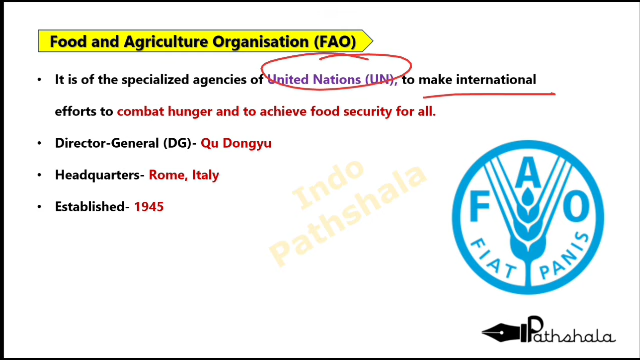 Food and Agriculture Organisation (FAO)
• It is of the specialized agencies of United Nations (UN), to make international
efforts to combat hunger and to achieve food security for all.
• Director-General (DG)- Qu Dongyu
• Headquarters- Rome, Italy
• Established- 1945
Indo
Pathshala
F A O
FIAT PANIS
Pathshala